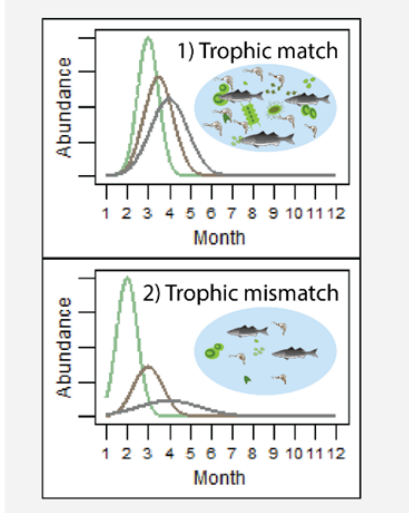 1) Trophic match
Abundance
1 2 3 4 5 6 7 8 9 10 11 12
Month
2) Trophic mismatch
Abundance
1 2 3 4 5 6 7 8 9 10 11 12
Month